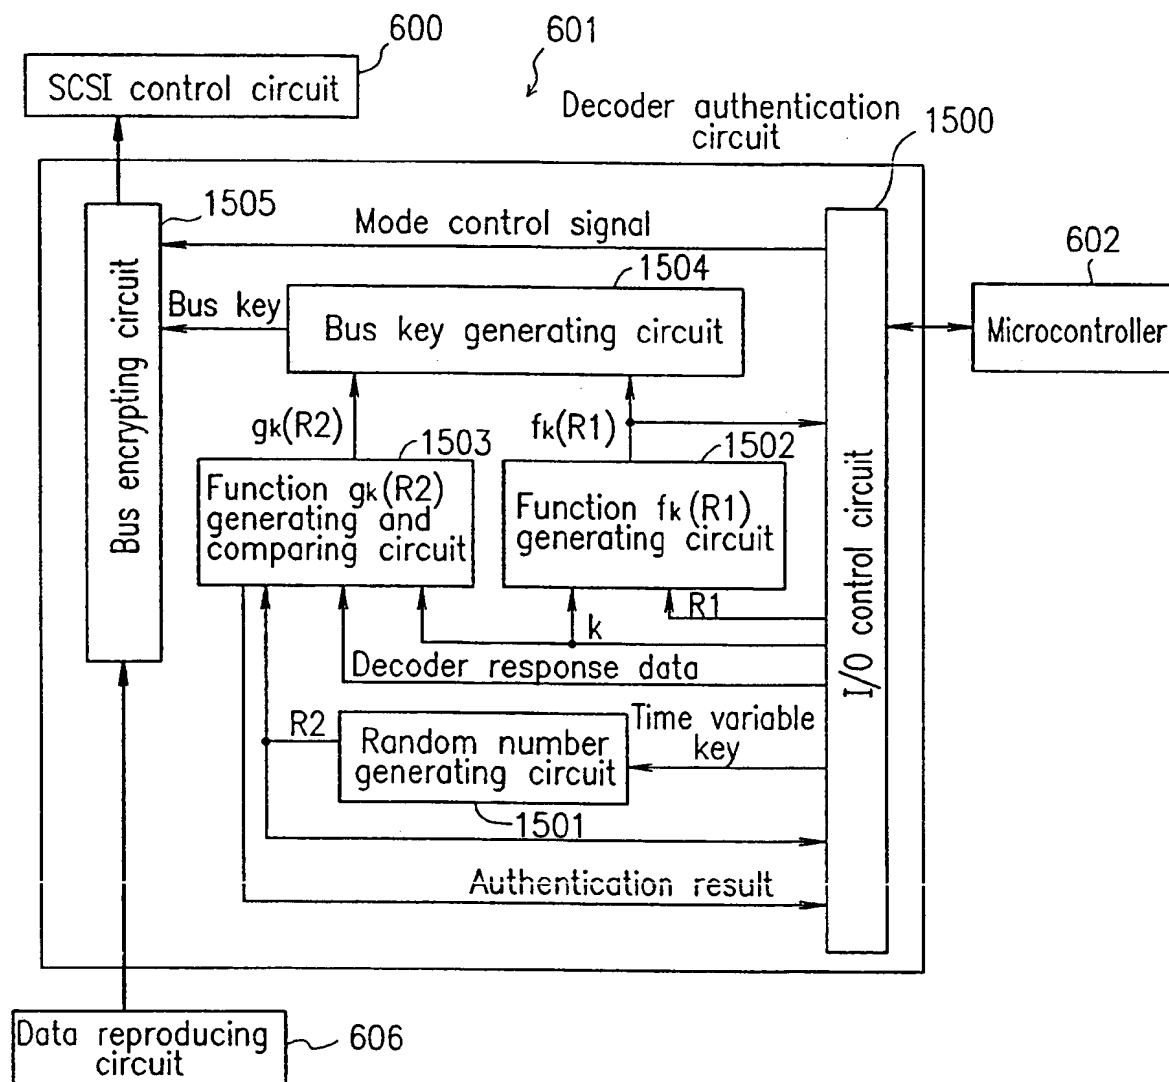 600
601
SCSI control circuit
Decoder authentication
circuit
1500
1505
Mode control signal
602
1504
Bus key
Bus key generating circuit
Microcontroller
Bus encrypting circuit
gk(R2)
fk(R1)
1503
1502
Function gk(R2)
generating and
comparing circuit
Function fk(R1)
generating circuit
I/O control circuit
R1
k
Decoder response data
R2
Random number
generating circuit
Time variable
key
1501
Authentication result
Data reproducing
circuit
606